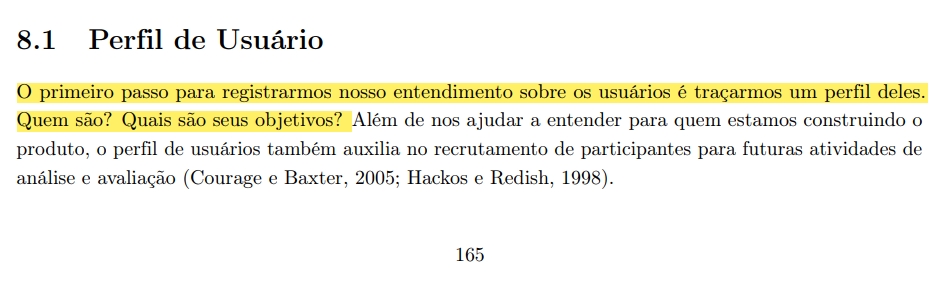 8.1 Perfil de Usuário
O primeiro passo para registrarmos nosso entendimento sobre os usuários é traçarmos um perfil deles.
Quem são? Quais são seus objetivos? Além de nos ajudar a entender para quem estamos construindo o
produto, o perfil de usuários também auxilia no recrutamento de participantes para futuras atividades de
análise e avaliação (Courage e Baxter, 2005; Hackos e Redish, 1998).
165